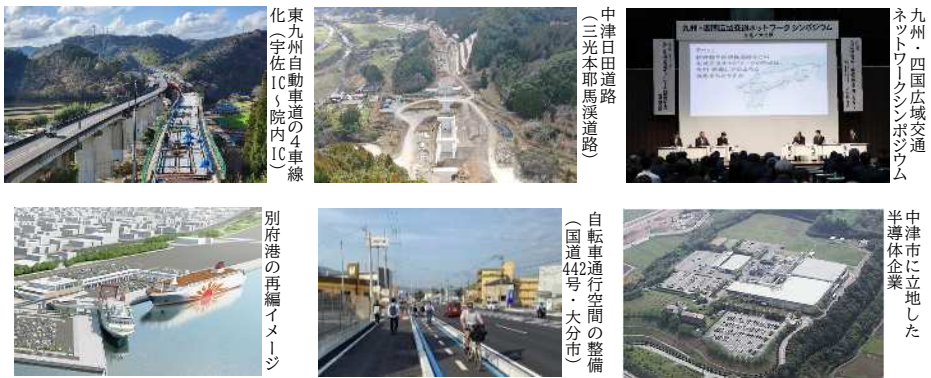 東九州自動車道の4車線
化（宇佐IC～院内IC）
中津日田道路
（三光本耶馬渓道路）
九州・四国広域交通
ネットワークシンポジウム
九州・四国広域交通ネットワーク シンポジウム
別府港の再編イメージ
自転車通行空間の整備
（国道442号・大分市）
中津市に立地した
半導体企業